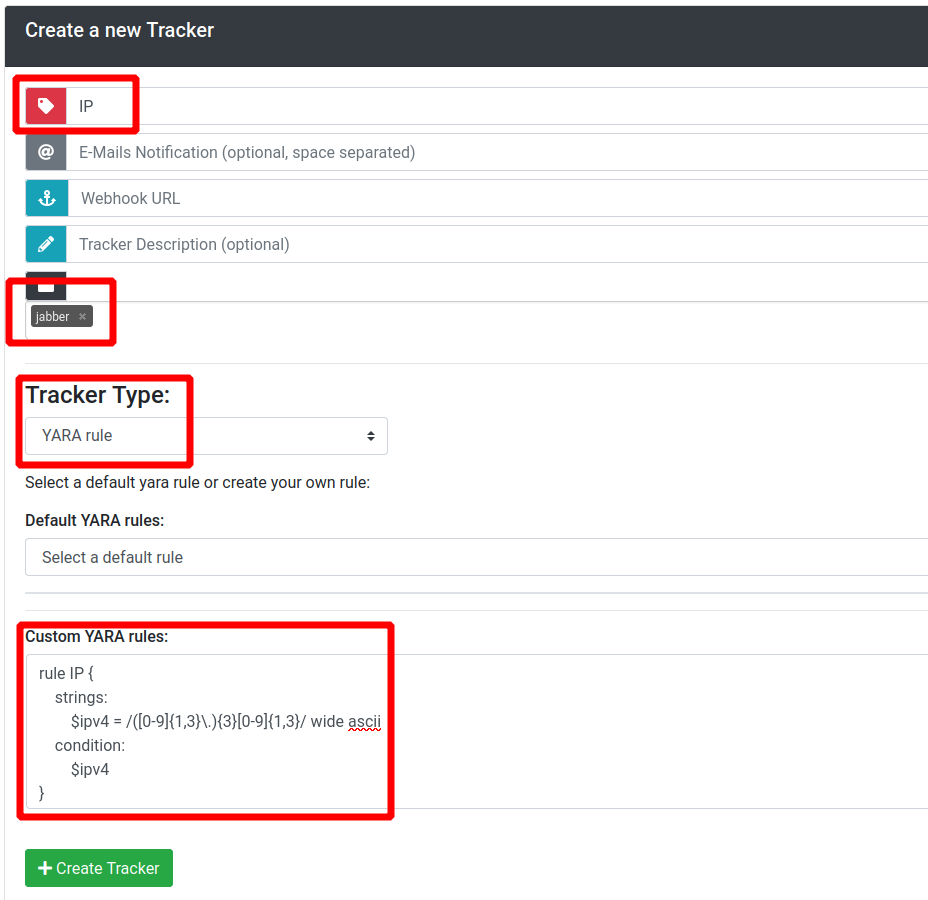 Create a new Tracker
IP
@ E-Mails Notification (optional, space separated)
Webhook URL
Tracker Description (optional)
jabber ×
Tracker Type:
YARA rule
Select a default yara rule or create your own rule:
Default YARA rules:
Select a default rule
Custom YARA rules:
rule IP {
strings:
$ipv4 = /([0-9]{1,3}\.){3}[0-9]{1,3}/ wide ascii
condition:
$ipv4
}
+ Create Tracker